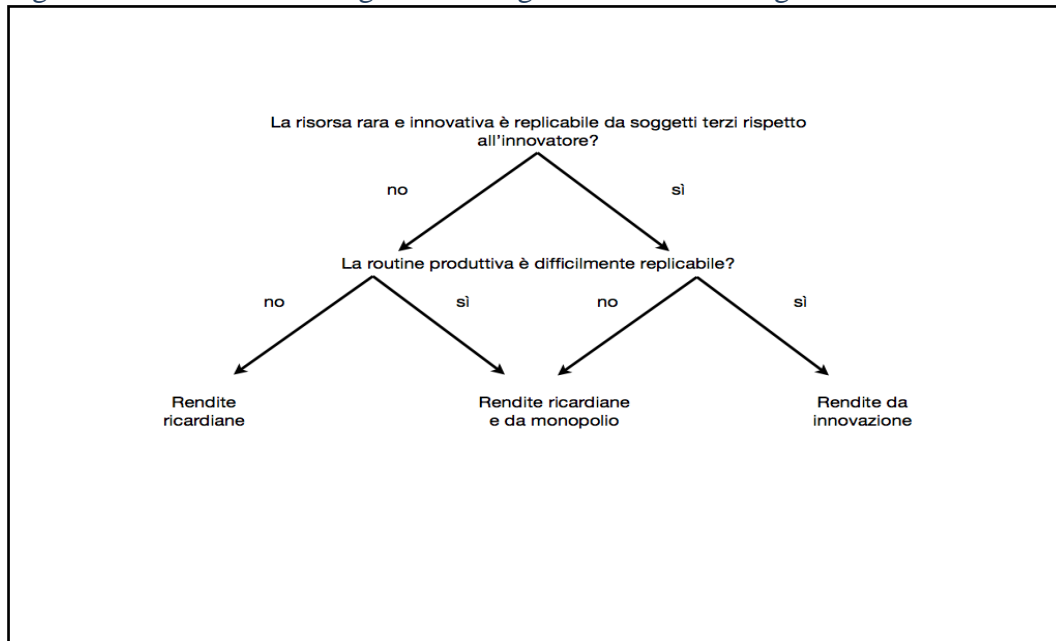 La risorsa rara e innovativa è replicabile da soggetti terzi rispetto
all'innovatore?
no
sì
La routine produttiva è difficilmente replicabile?
no
sì
no
sì
Rendite
ricardiane
Rendite ricardiane
e da monopolio
Rendite da
innovazione